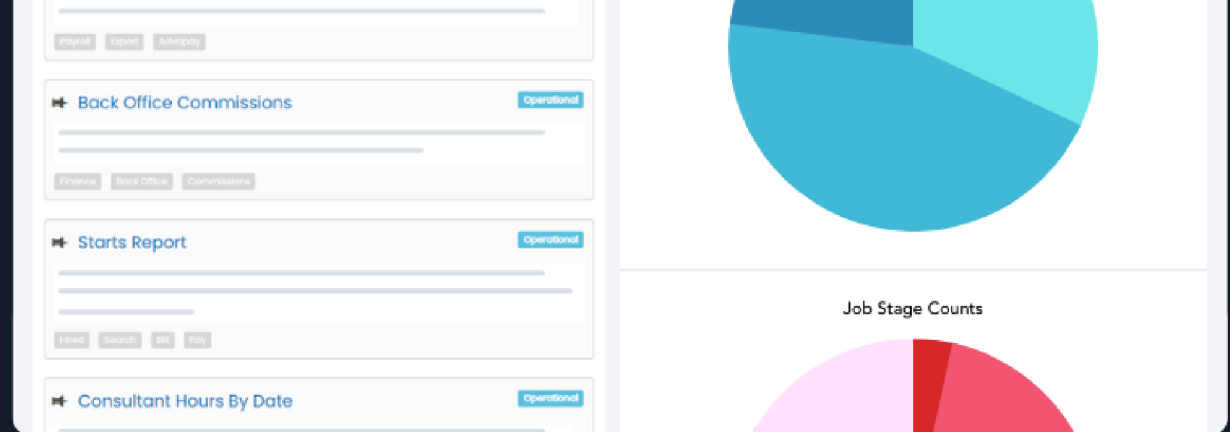 Payroll Export Advapay
Back Office Commissions Operational
Finance Back Office Commissions
Starts Report Operational
Hired Search Bill Pay
Consultant Hours By Date Operational
Job Stage Counts